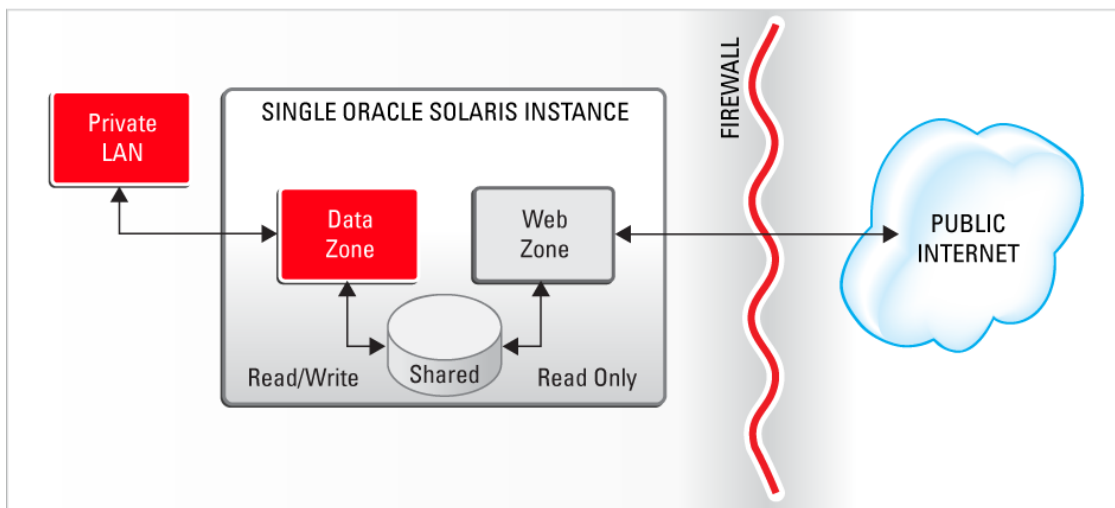 SINGLE ORACLE SOLARIS INSTANCE
Private
LAN
Data
Zone
Web
Zone
Read/Write
Shared
Read Only
FIREWALL
PUBLIC
INTERNET